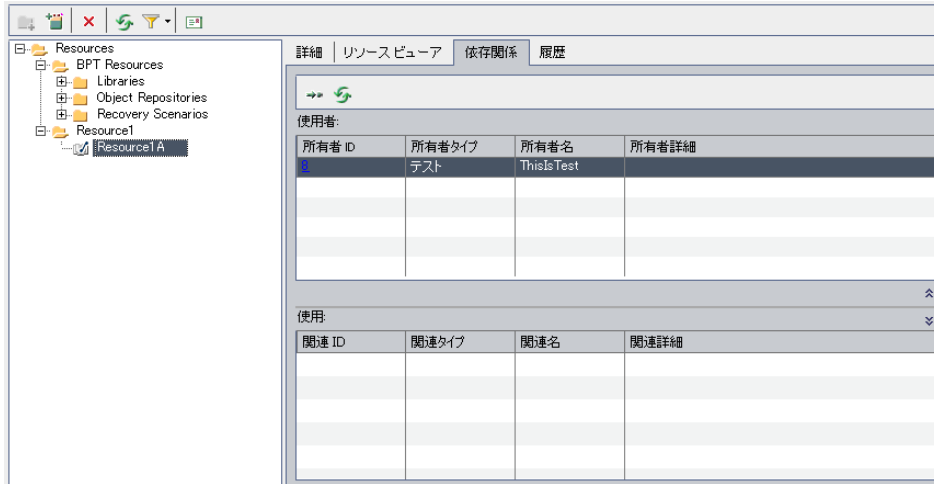 Resources
BPT Resources
Libraries
Object Repositories
Recovery Scenarios
Resource1
Resource1A
詳細 リソース ビューア 依存関係 履歴
使用者:
所有者 ID 所有者タイプ 所有者名 所有者詳細
8 テスト ThisIsTest
使用:
関連 ID 関連タイプ 関連名 関連詳細